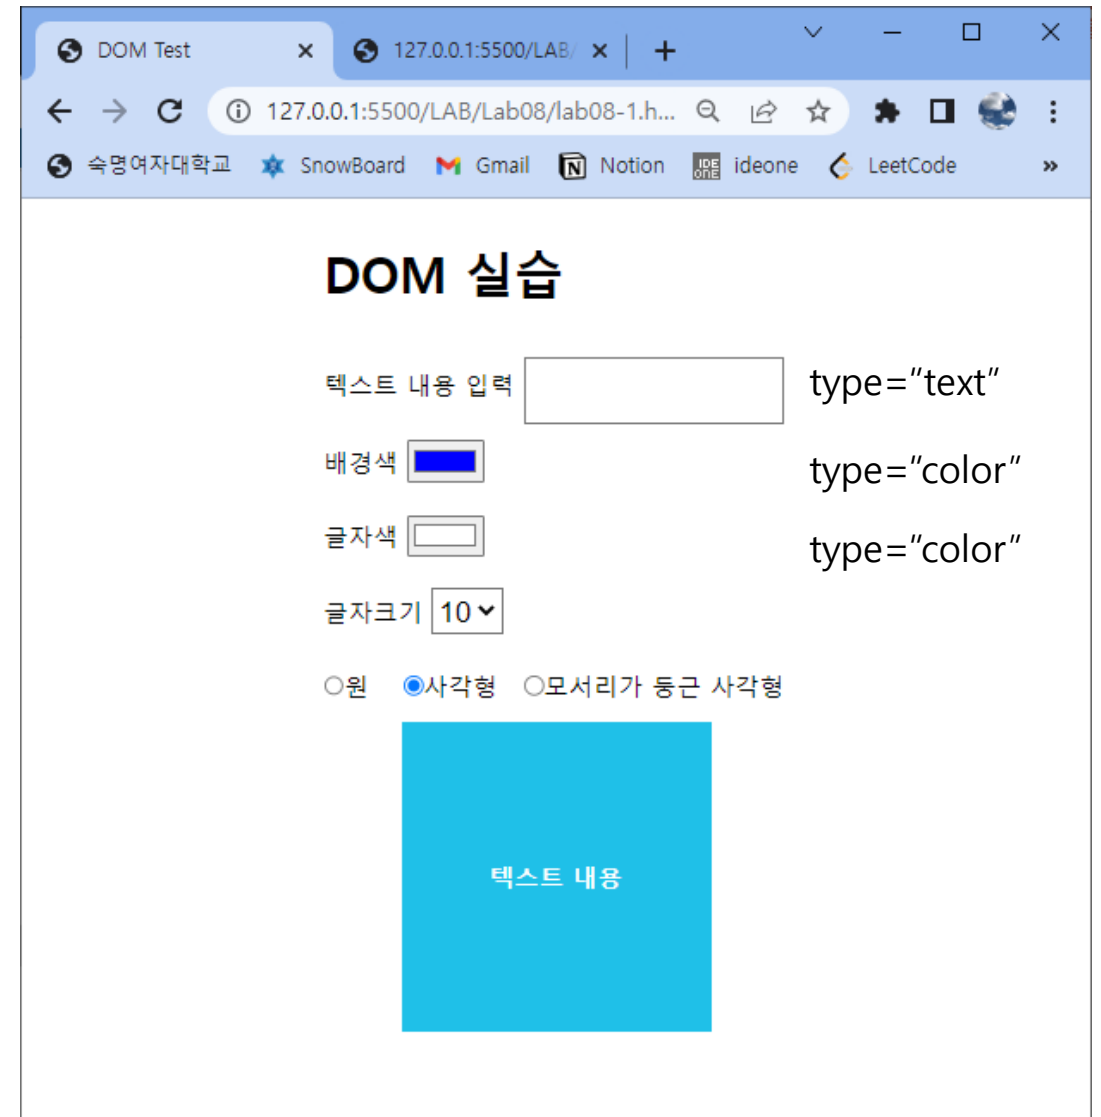 DOM Test
127.0.0.1:5500/LAB/
127.0.0.1:5500/LAB/Lab08/lab08-1.h...
숙명여자대학교 SnowBoard Gmail Notion IDE ONE ideone LeetCode »
DOM 실습
텍스트 내용 입력 type="text"
배경색 type="color"
글자색 type="color"
글자크기 10
원 사각형 모서리가 둥근 사각형
텍스트 내용